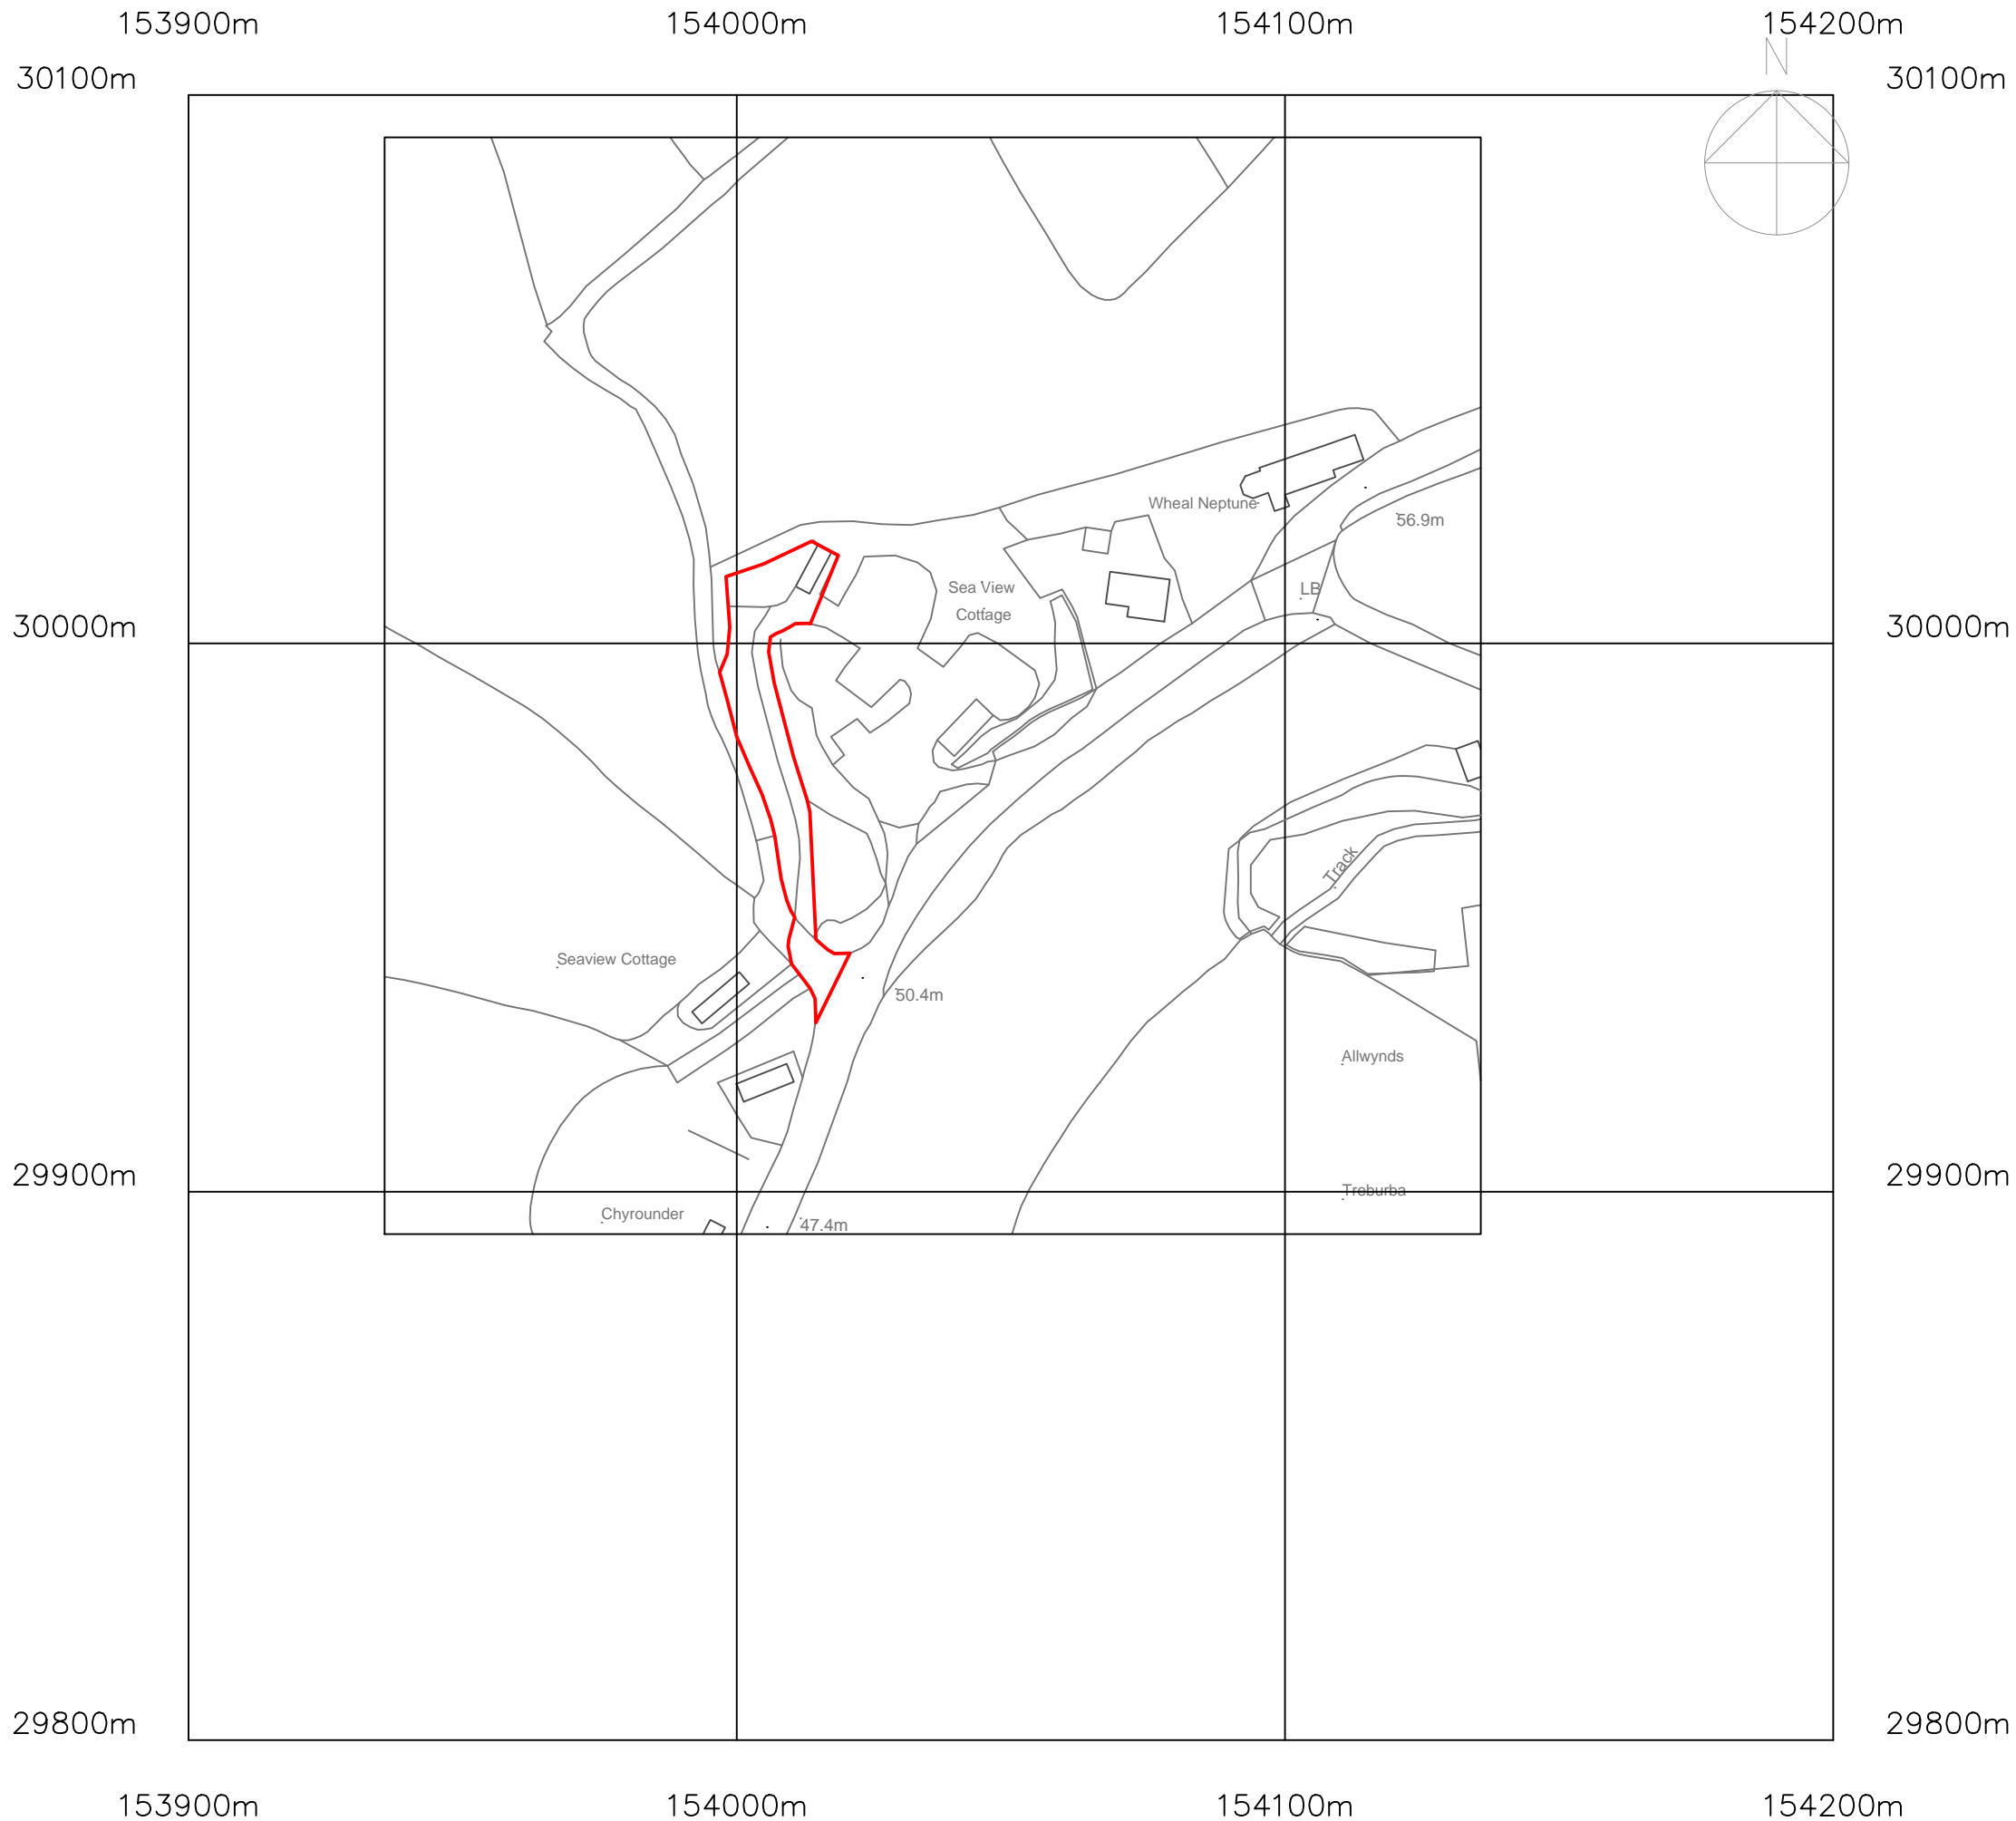 153900m 154000m 154100m 154200m
N
30100m 30100m
Wheal Neptune
56.9m
Sea View
Cottage
LB
30000m 30000m
Track
Seaview Cottage
50.4m
Allwynds
Treburba
29900m 29900m
Chyrounder
47.4m
29800m 29800m
153900m 154000m 154100m 154200m